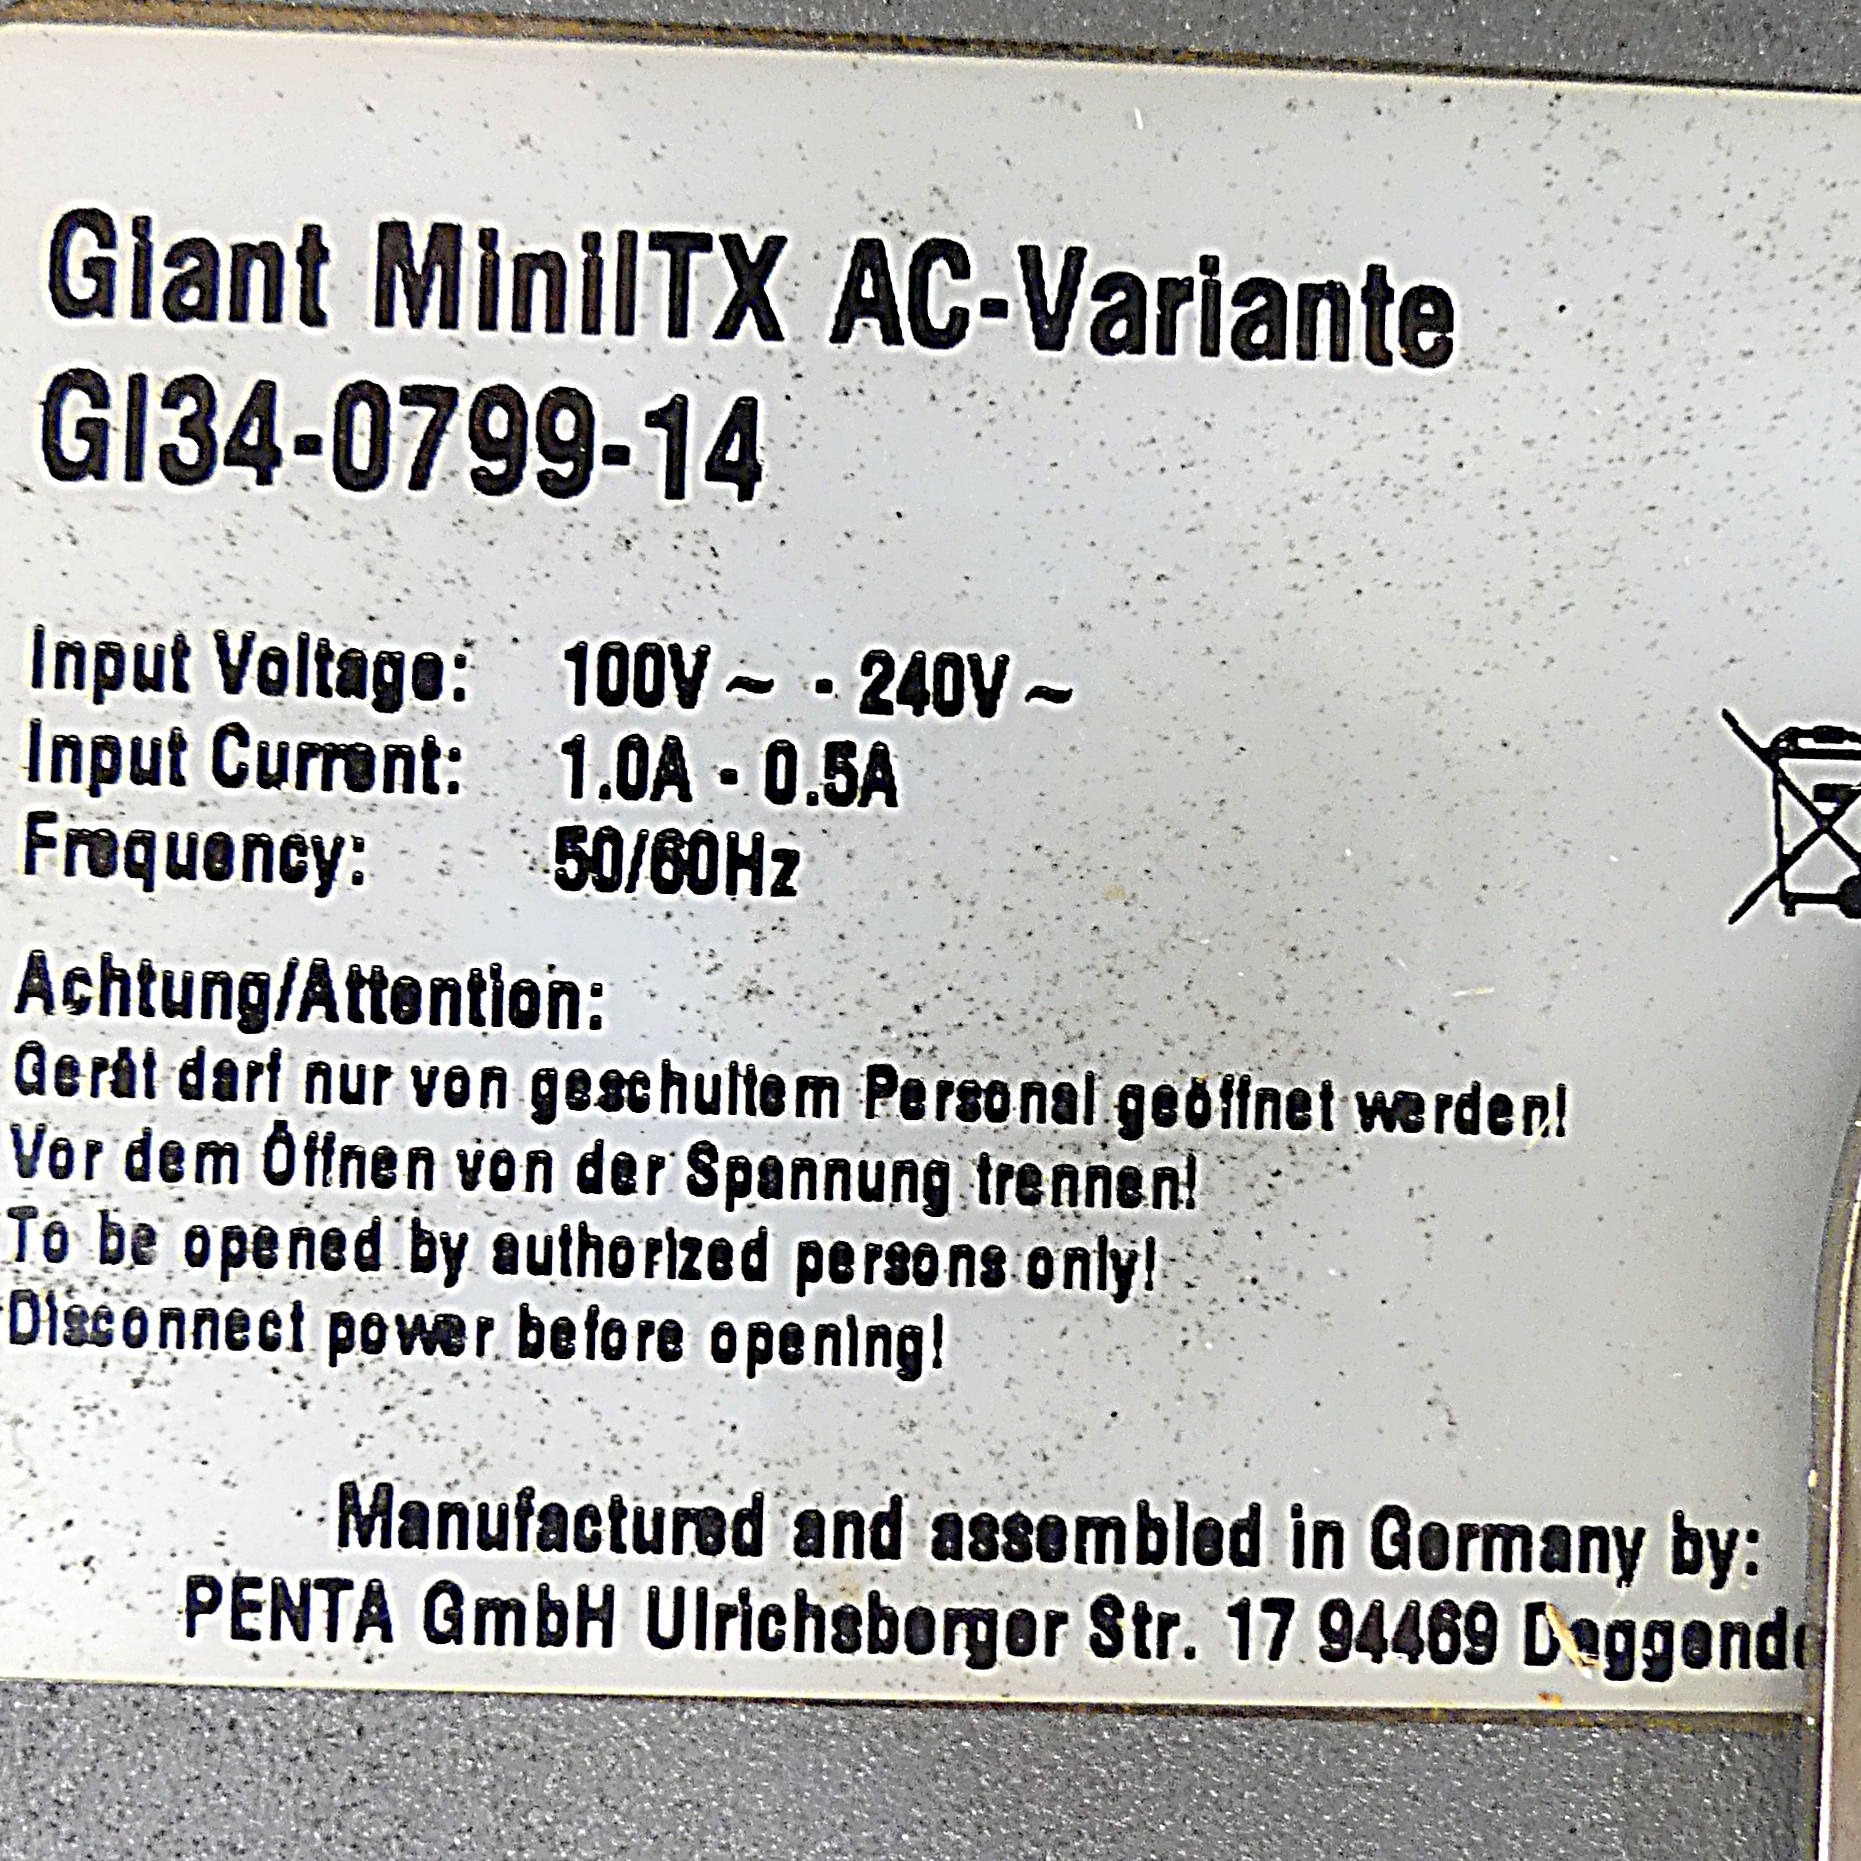 Giant MiniITX AC-Variante
GI34-0799-14
Input Voltage: 100V ~ - 240V ~
Input Current: 1.0A - 0.5A
Frequency: 50/60Hz
Achtung/Attention:
Gerät darf nur von geschultem Personal geöffnet werden!
Vor dem Öffnen von der Spannung trennen!
To be opened by authorized persons only!
Disconnect power before opening!
Manufactured and assembled in Germany by:
PENTA GmbH Ulrichsberger Str. 17 94469